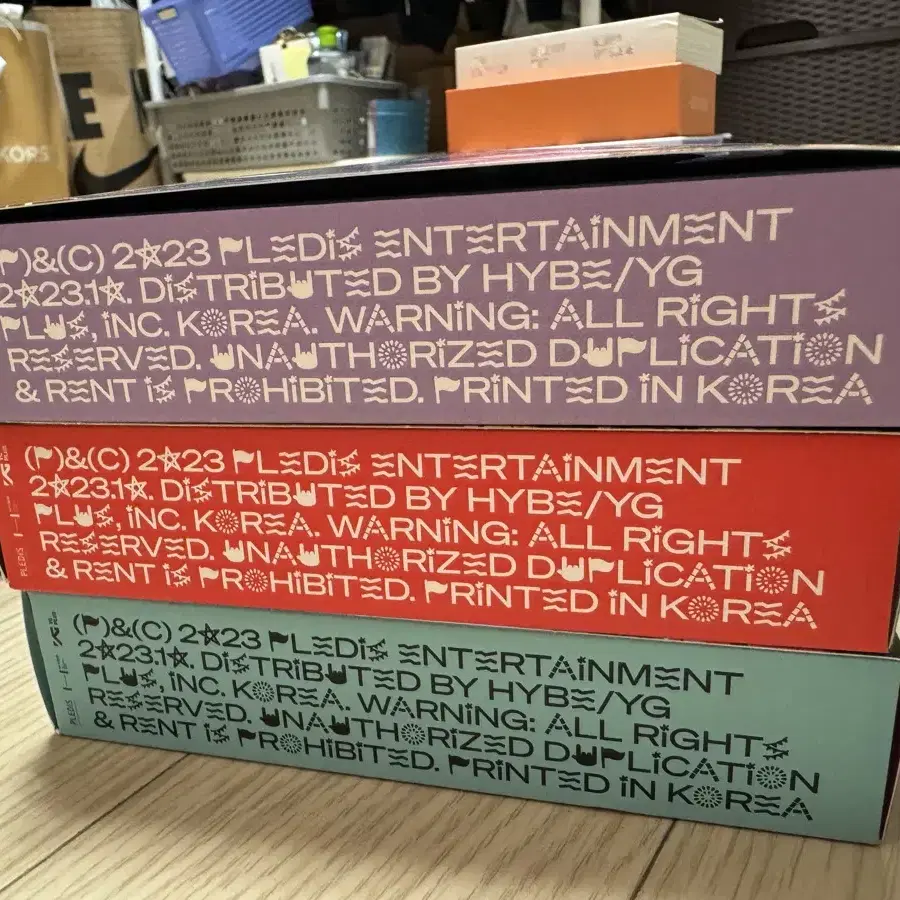 KORS
(P)&(C) 2023 PLEDIS ENTERTAINMENT
2023.10. DISTRIBUTED BY HYBE/YG
PLUS, INC. KOREA. WARNING: ALL RIGHTS
RESERVED. UNAUTHORIZED DUPLICATION
& RENT IS PROHIBITED. PRINTED IN KOREA
PLEDIS
(P)&(C) 2023 PLEDIS ENTERTAINMENT
2023.10. DISTRIBUTED BY HYBE/YG
PLUS, INC. KOREA. WARNING: ALL RIGHTS
RESERVED. UNAUTHORIZED DUPLICATION
& RENT IS PROHIBITED. PRINTED IN KOREA
PLEDIS
(P)&(C) 2023 PLEDIS ENTERTAINMENT
2023.10. DISTRIBUTED BY HYBE/YG
PLUS, INC. KOREA. WARNING: ALL RIGHTS
RESERVED. UNAUTHORIZED DUPLICATION
& RENT IS PROHIBITED. PRINTED IN KOREA